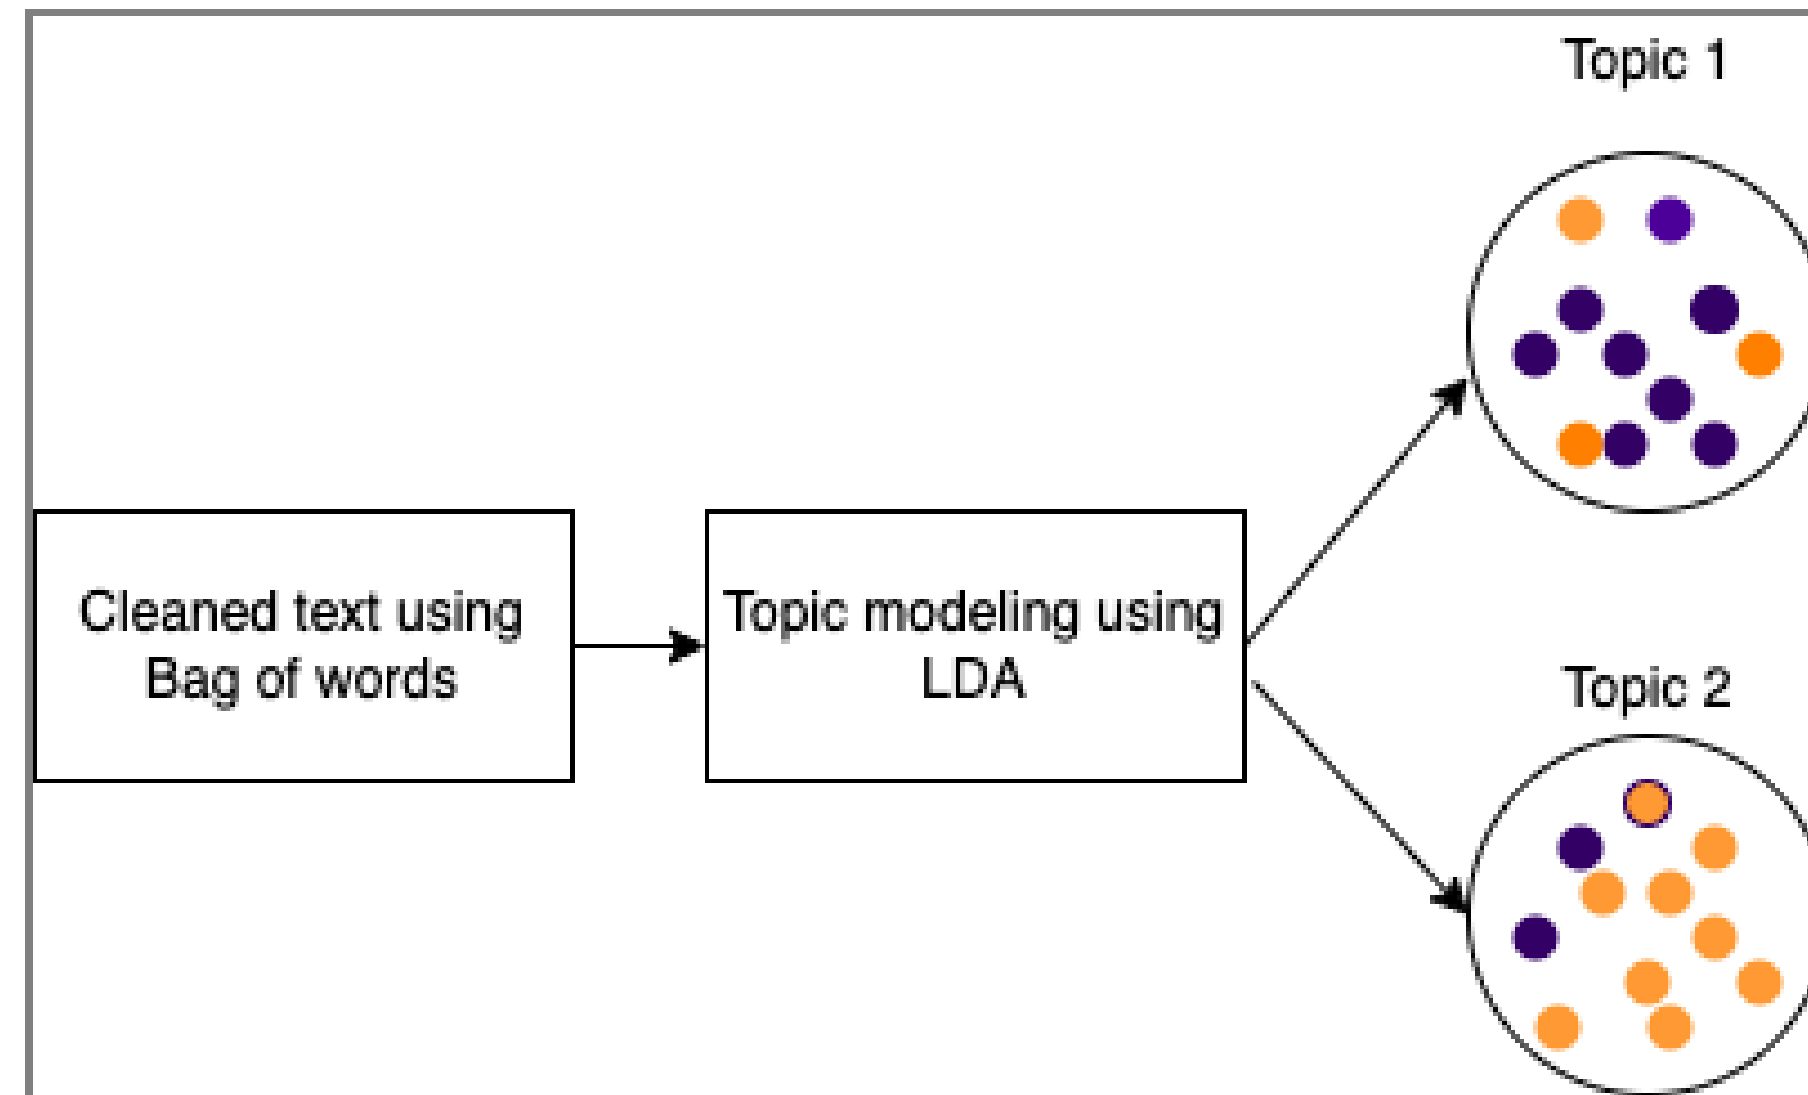 Topic 1
Cleaned text using
Bag of words
Topic modeling using
LDA
Topic 2